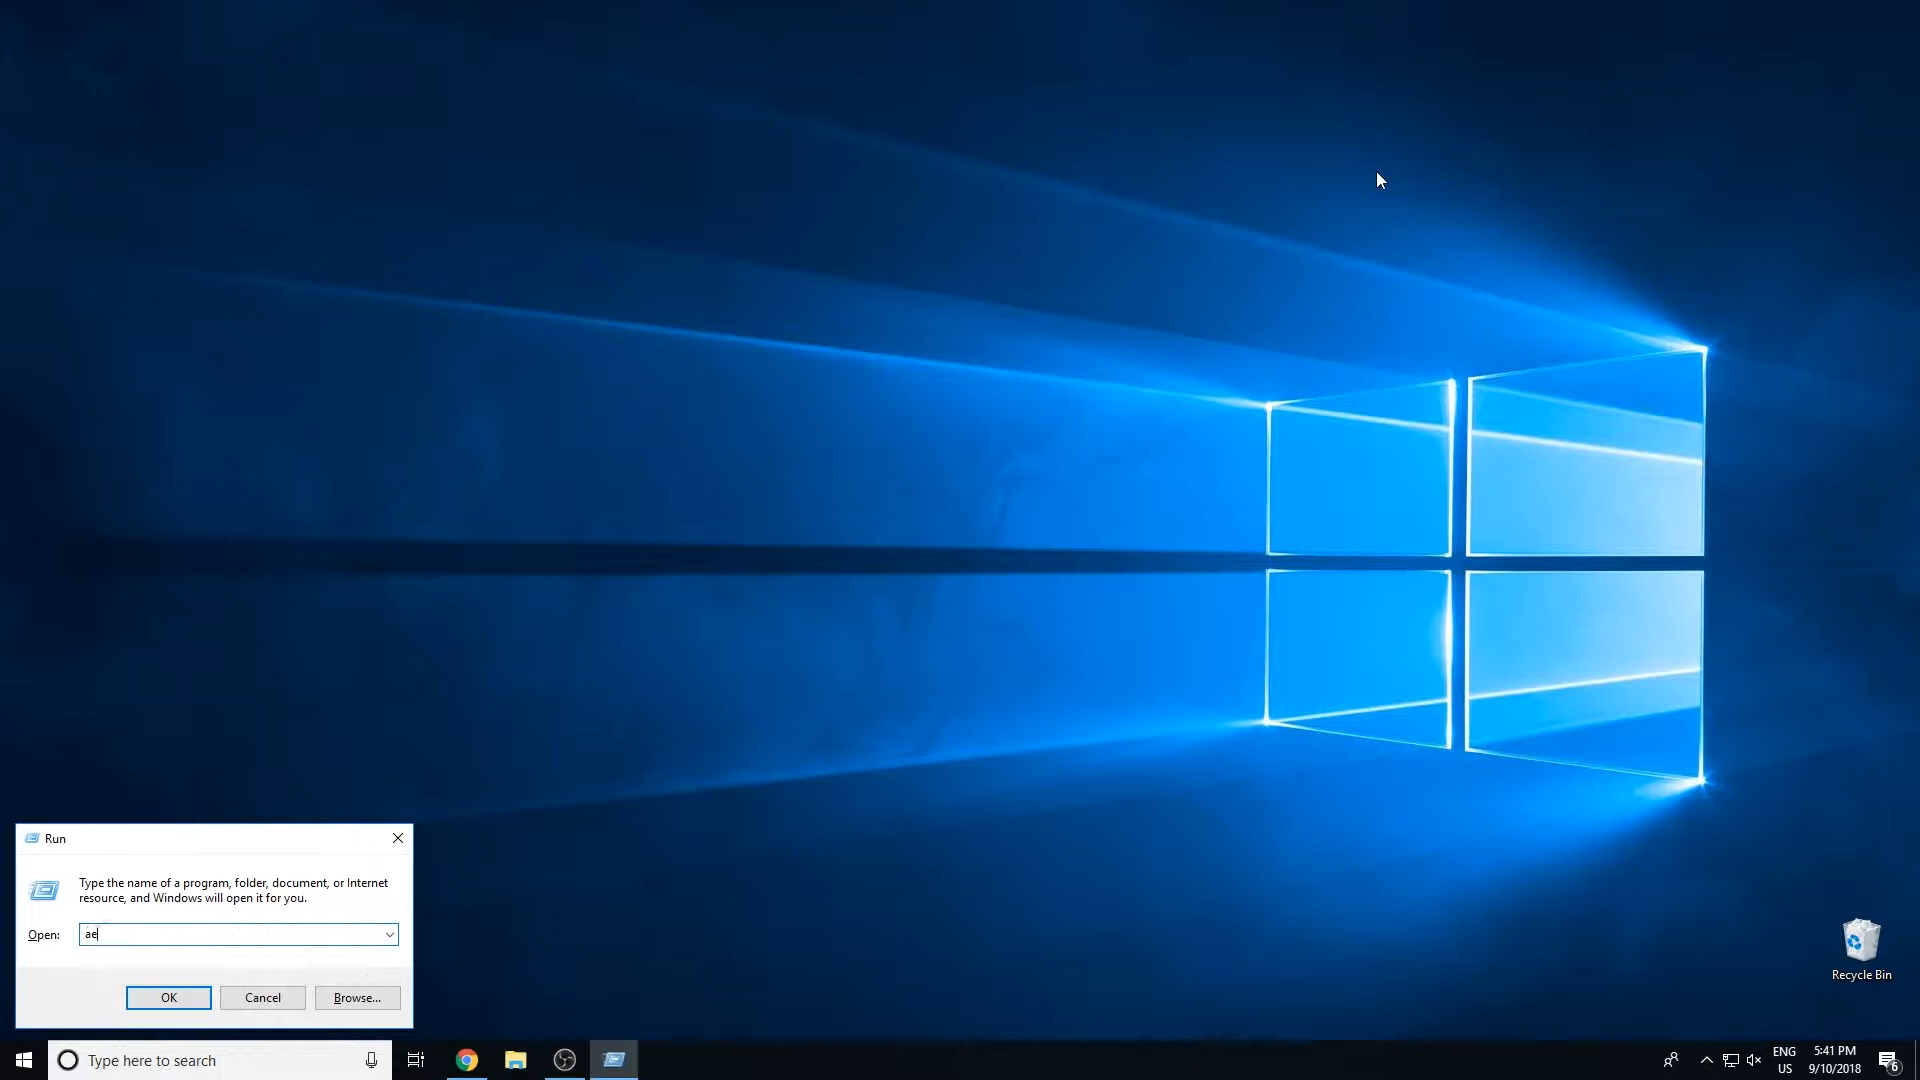 Run
Type the name of a program, folder, document, or Internet
resource, and Windows will open it for you.
Open:
ae
OK
Cancel
Browse...
Recycle Bin
Type here to search
ENG
US
5:41 PM
9/10/2018
6